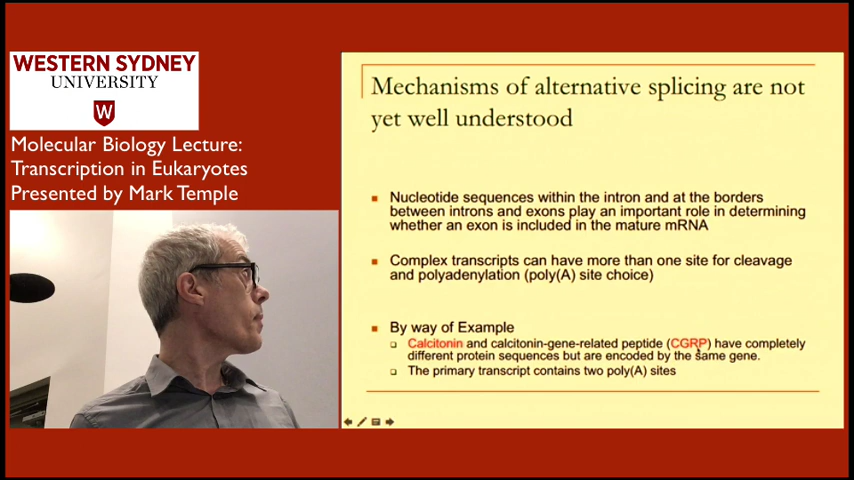 WESTERN SYDNEY
UNIVERSITY
W
Molecular Biology Lecture:
Transcription in Eukaryotes
Presented by Mark Temple
Mechanisms of alternative splicing are not
yet well understood
Nucleotide sequences within the intron and at the borders
between introns and exons play an important role in determining
whether an exon is included in the mature mRNA
Complex transcripts can have more than one site for cleavage
and polyadenylation (poly(A) site choice)
By way of Example
Calcitonin and calcitonin-gene-related peptide (CGRP) have completely
different protein sequences but are encoded by the same gene.
The primary transcript contains two poly(A) sites